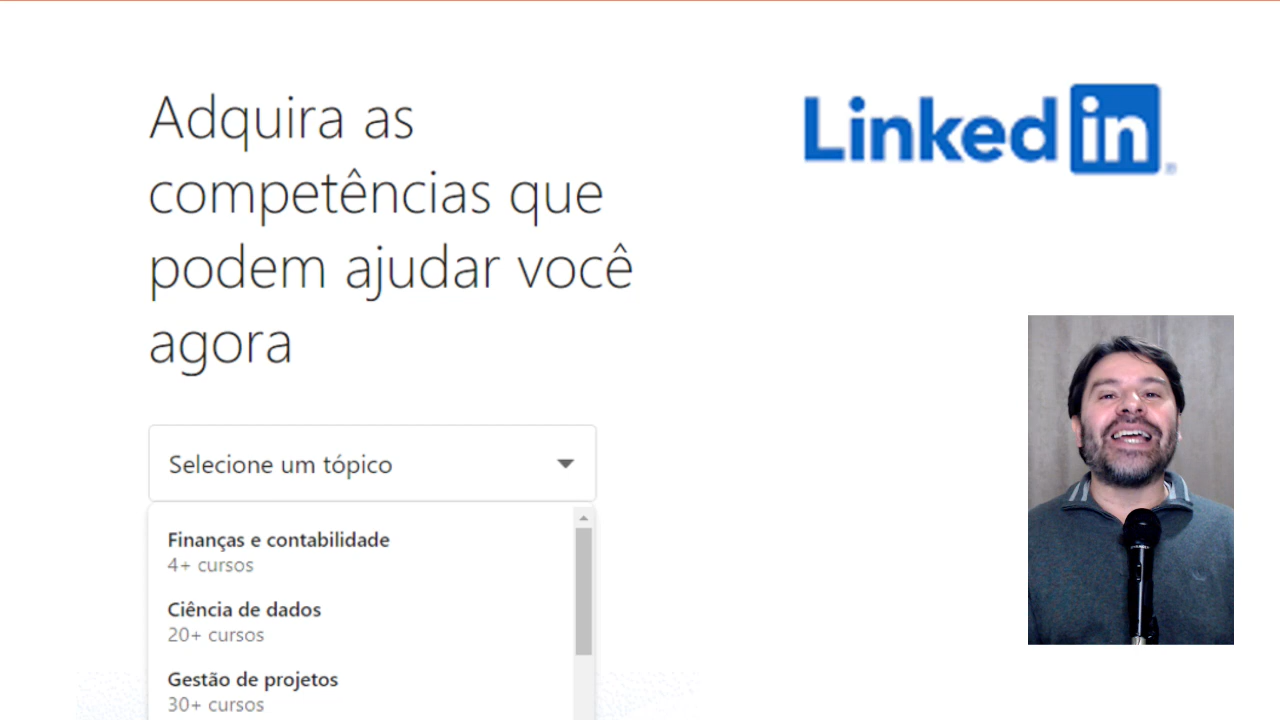 Adquira as
competências que
podem ajudar você
agora
LinkedIn
Selecione um tópico
Finanças e contabilidade
4+ cursos
Ciência de dados
20+ cursos
Gestão de projetos
30+ cursos